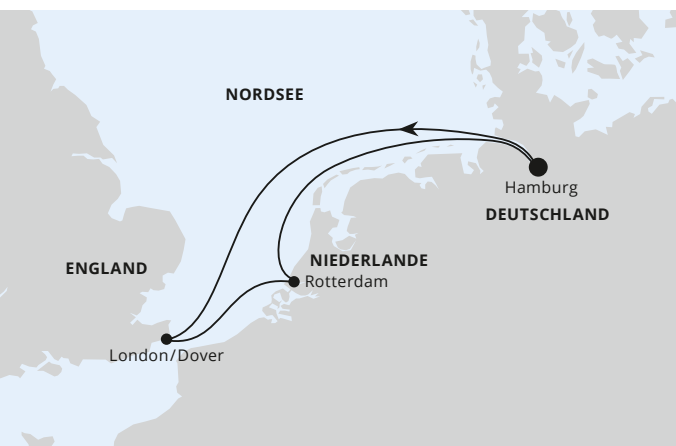 NORDSEE
Hamburg
DEUTSCHLAND
NIEDERLANDE
ENGLAND
Rotterdam
London/Dover